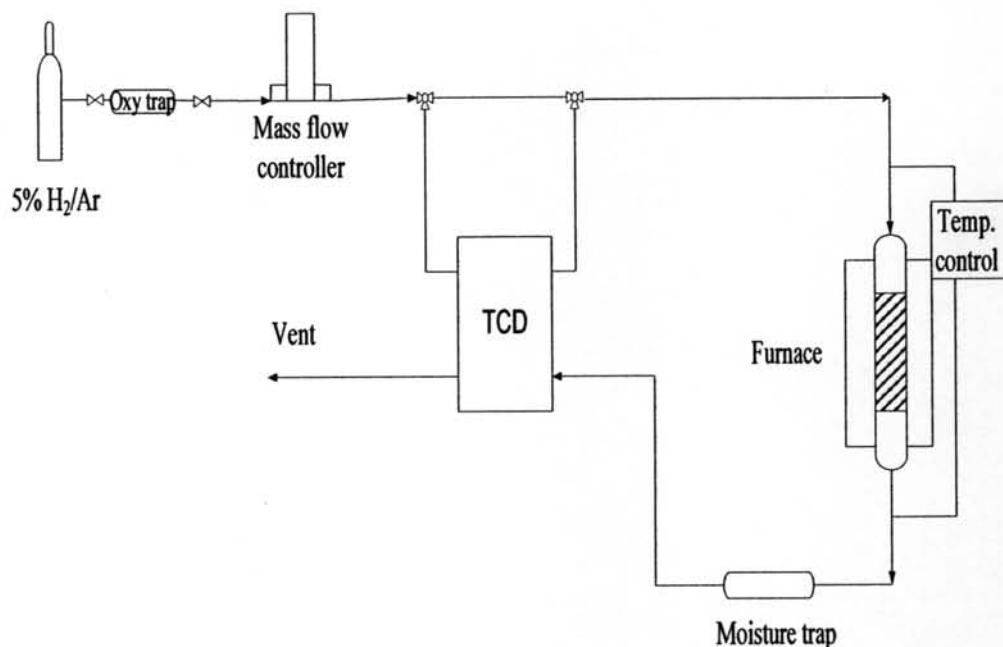 Oxy trap
Mass flow
controller
5% H₂/Ar
Temp.
control
TCD
Vent
Furnace
Moisture trap